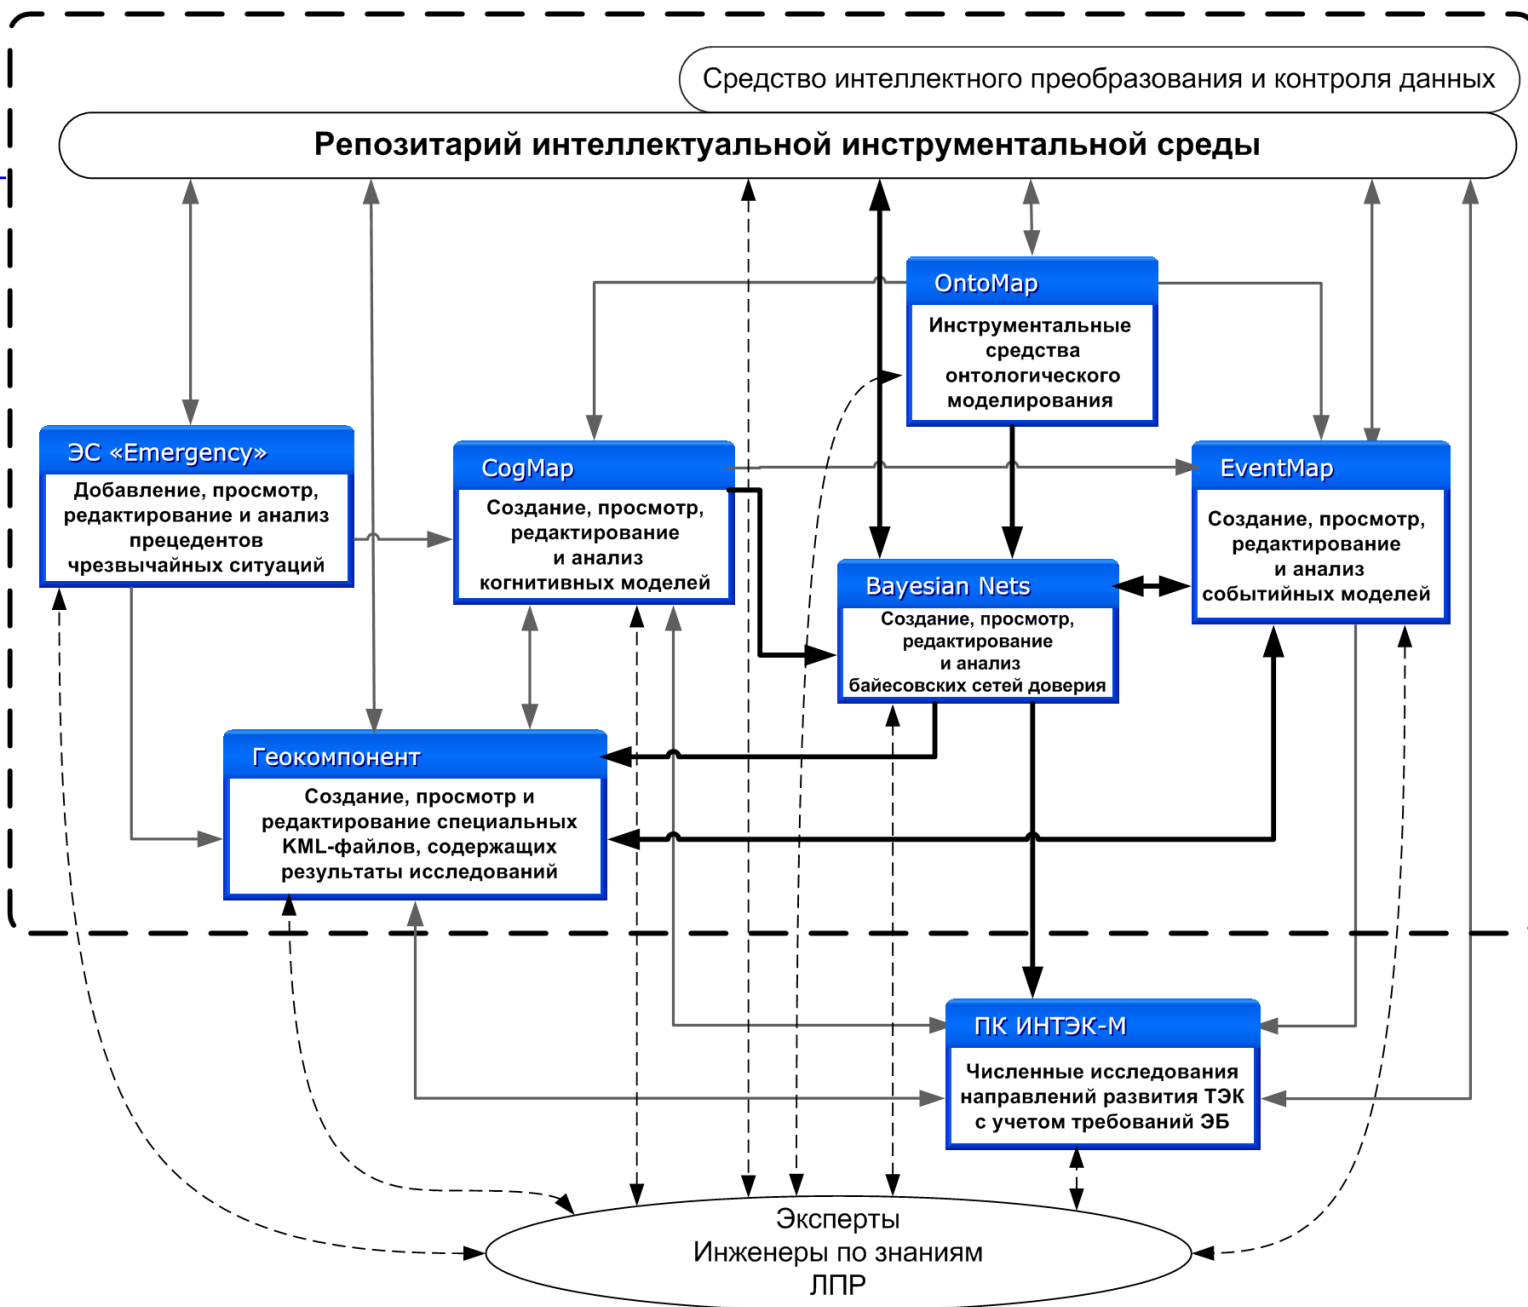 Средство интеллектного преобразования и контроля данных
Репозитарий интеллектуальной инструментальной среды
OntoMap
Инструментальные
средства
онтологического
моделирования
ЭС «Emergency»
Добавление, просмотр,
редактирование и анализ
прецедентов
чрезвычайных ситуаций
CogMap
Создание, просмотр,
редактирование
и анализ
когнитивных моделей
EventMap
Создание, просмотр,
редактирование
и анализ
событийных моделей
Bayesian Nets
Создание, просмотр,
редактирование
и анализ
байесовских сетей доверия
Геокомпонент
Создание, просмотр и
редактирование специальных
KML-файлов, содержащих
результаты исследований
ПК ИНТЭК-М
Численные исследования
направлений развития ТЭК
с учетом требований ЭБ
Эксперты
Инженеры по знаниям
ЛПР